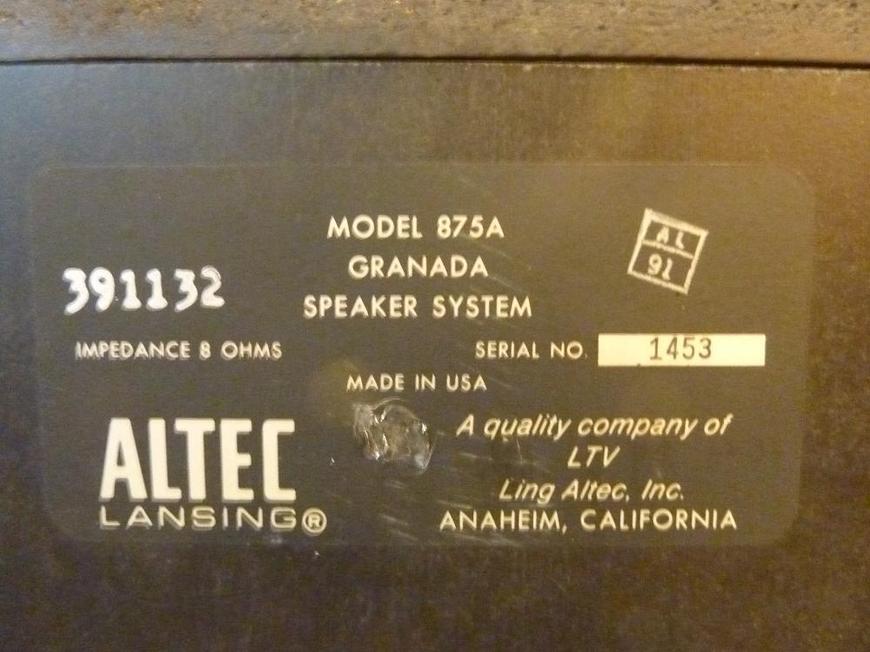 MODEL 875A
GRANADA
SPEAKER SYSTEM
AL
91
391132
IMPEDANCE 8 OHMS
SERIAL NO. 1453
MADE IN USA
ALTEC
LANSING®
A quality company of
LTV
Ling Altec, Inc.
ANAHEIM, CALIFORNIA